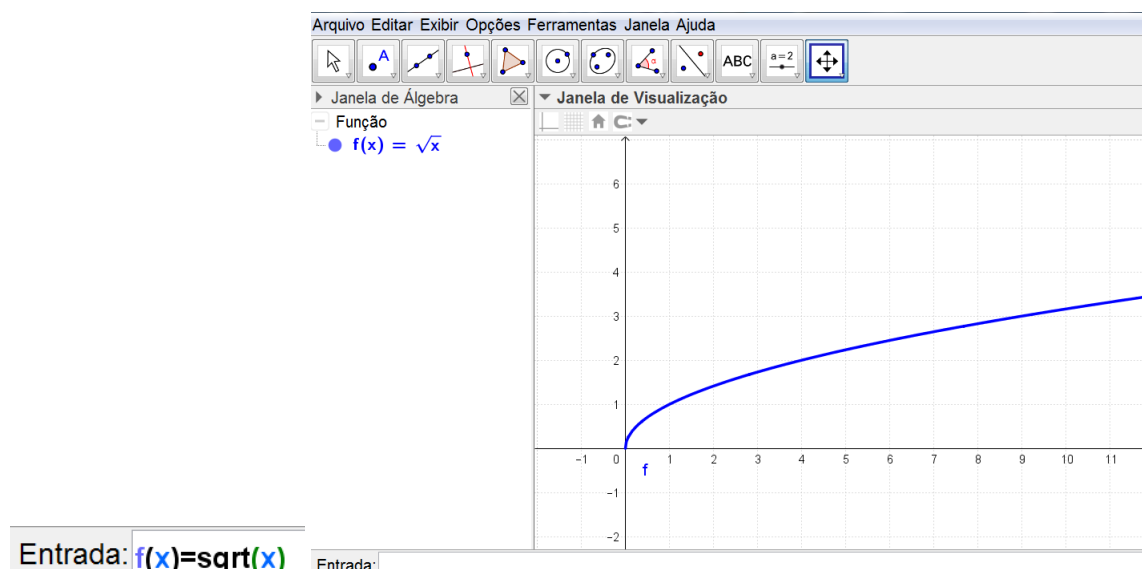 Arquivo Editar Exibir Opções Ferramentas Janela Ajuda
A
α
ABC
a=2
Janela de Álgebra
Janela de Visualização
Função
f(x) = √x
6
5
4
3
2
1
-1 0 1 2 3 4 5 6 7 8 9 10 11
f
-1
-2
Entrada: f(x)=sqrt(x)
Entrada: